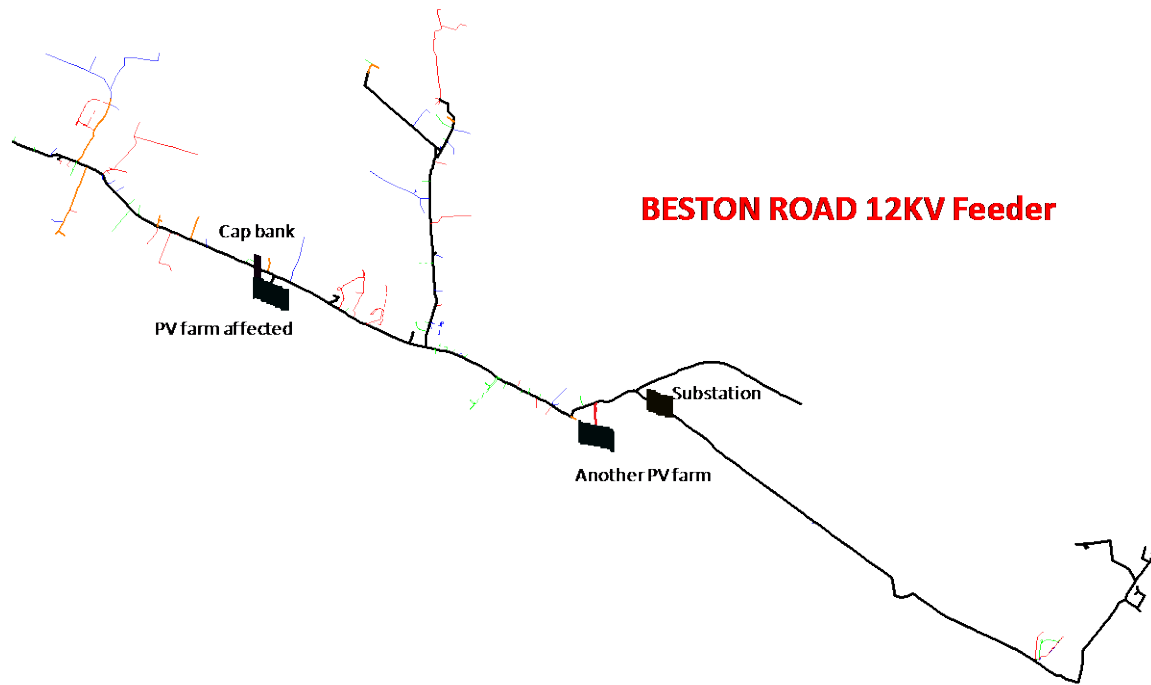 BESTON ROAD 12KV Feeder
Cap bank
PV farm affected
Substation
Another PV farm